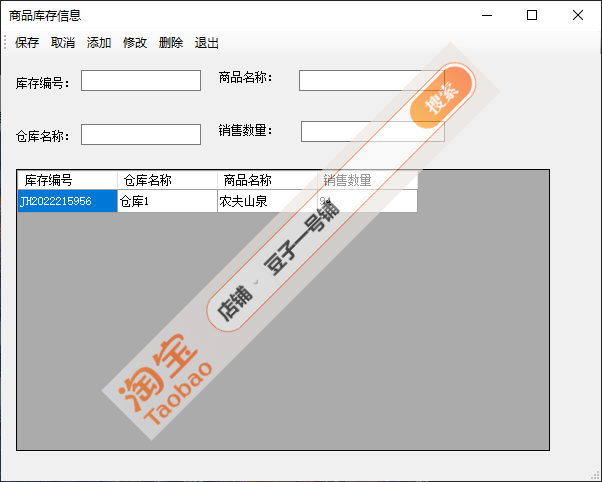 商品库存信息
保存 取消 添加 修改 删除 退出
库存编号： 商品名称：
仓库名称： 销售数量：
库存编号 仓库名称 商品名称 销售数量
JH2022215956 仓库1 农夫山泉 94
搜索
店铺 豆子一号铺
淘宝
Taobao